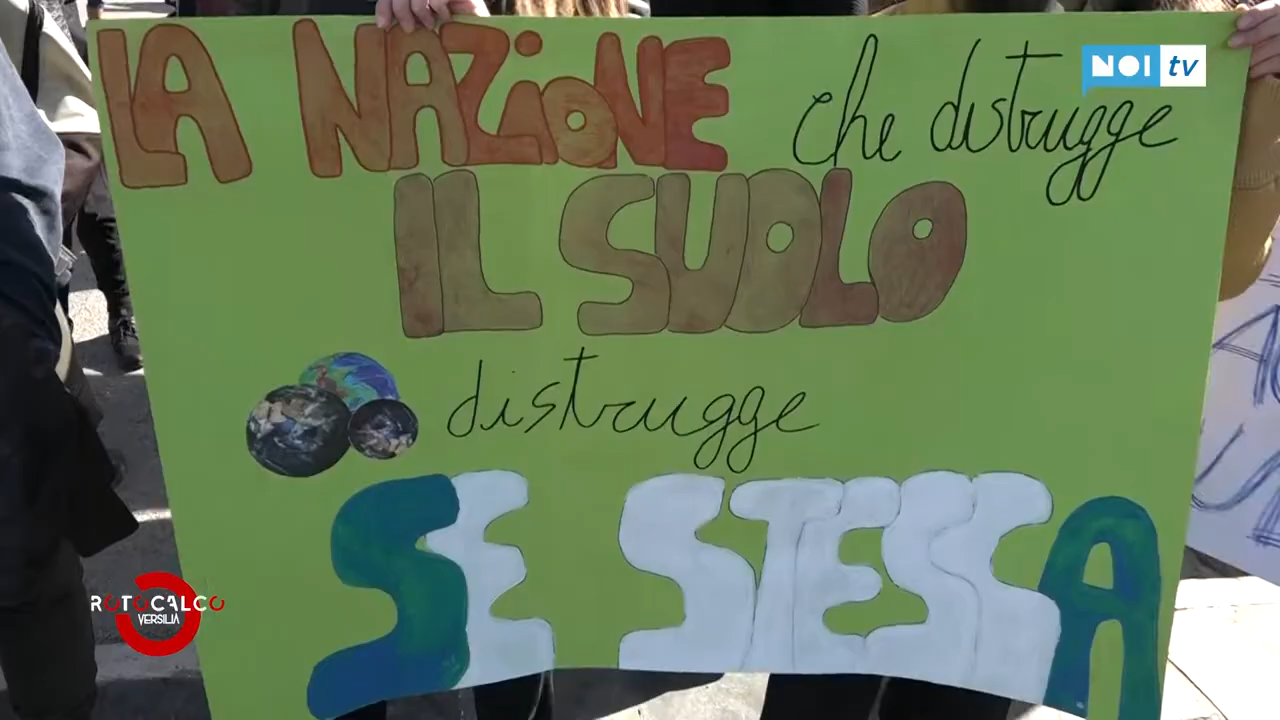 NOI tv
LA NAZIONE che distrugge
IL SUOLO
distrugge
SE STESSA
ROTOCALCO
VERSILIA